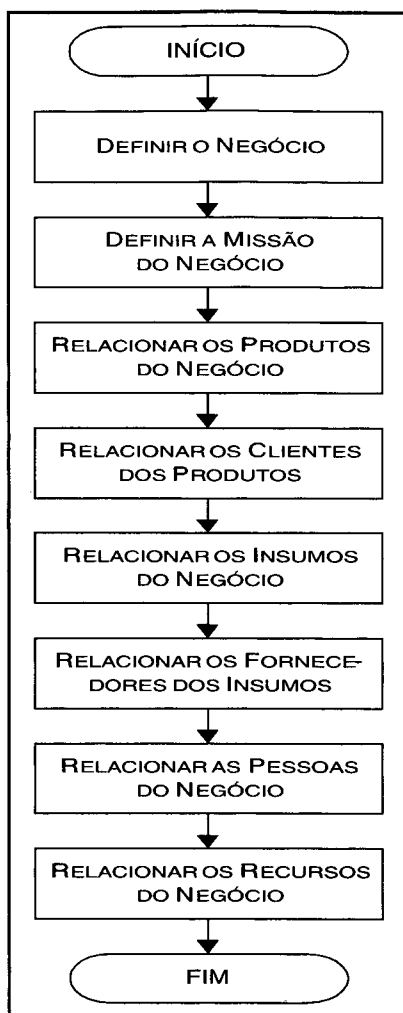 INÍCIO
DEFINIR O NEGÓCIO
DEFINIR A MISSÃO
DO NEGÓCIO
RELACIONAR OS PRODUTOS
DO NEGÓCIO
RELACIONAR OS CLIENTES
DOS PRODUTOS
RELACIONAR OS INSUMOS
DO NEGÓCIO
RELACIONAR OS FORNECE-
DORES DOS INSUMOS
RELACIONAR AS PESSOAS
DO NEGÓCIO
RELACIONAR OS RECURSOS
DO NEGÓCIO
FIM